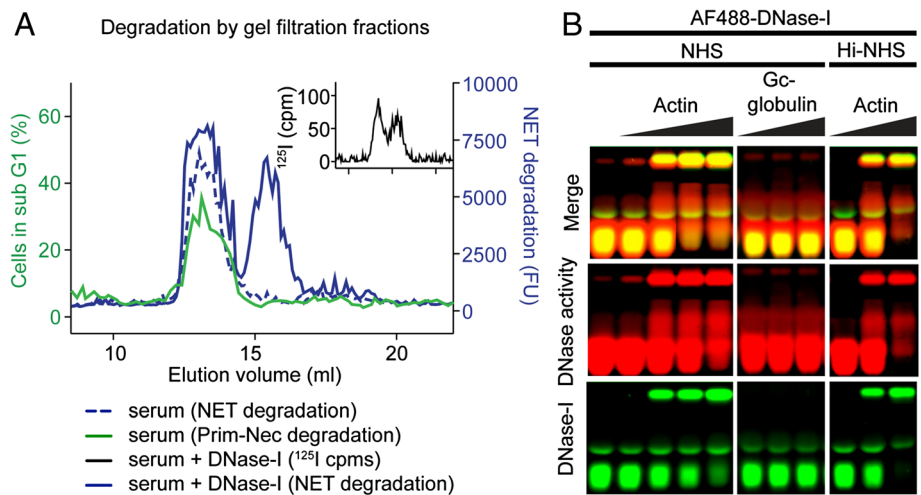 A
Degradation by gel filtration fractions
Cells in sub G1 (%)
60
40
20
0
10
15
20
Elution volume (ml)
10000
7500
5000
2500
0
NET degradation (FU)
125I (cpm)
100
50
0
serum (NET degradation)
serum (Prim-Nec degradation)
serum + DNase-I (125I cpms)
serum + DNase-I (NET degradation)
B
AF488-DNase-I
NHS
Hi-NHS
Actin
Gc-
globulin
Actin
Merge
DNase activity
DNase-I